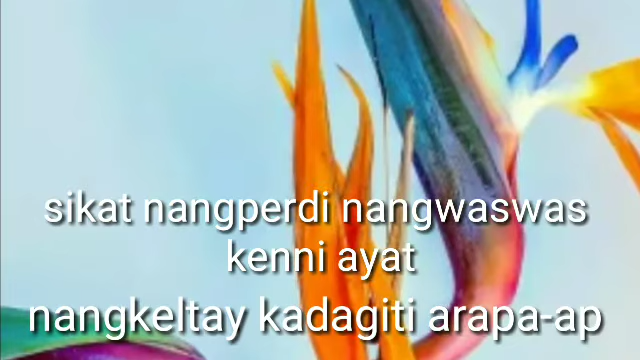 sikat nangperdi nangwaswas
kenni ayat
nangkeltay kadagiti arapa-ap